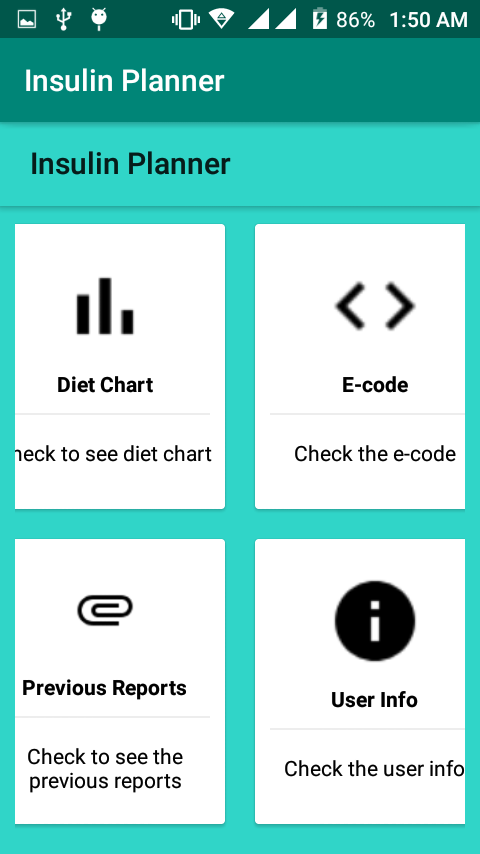 86% 1:50 AM
Insulin Planner
Insulin Planner
Diet Chart
heck to see diet chart
E-code
Check the e-code
Previous Reports
Check to see the
previous reports
User Info
Check the user info